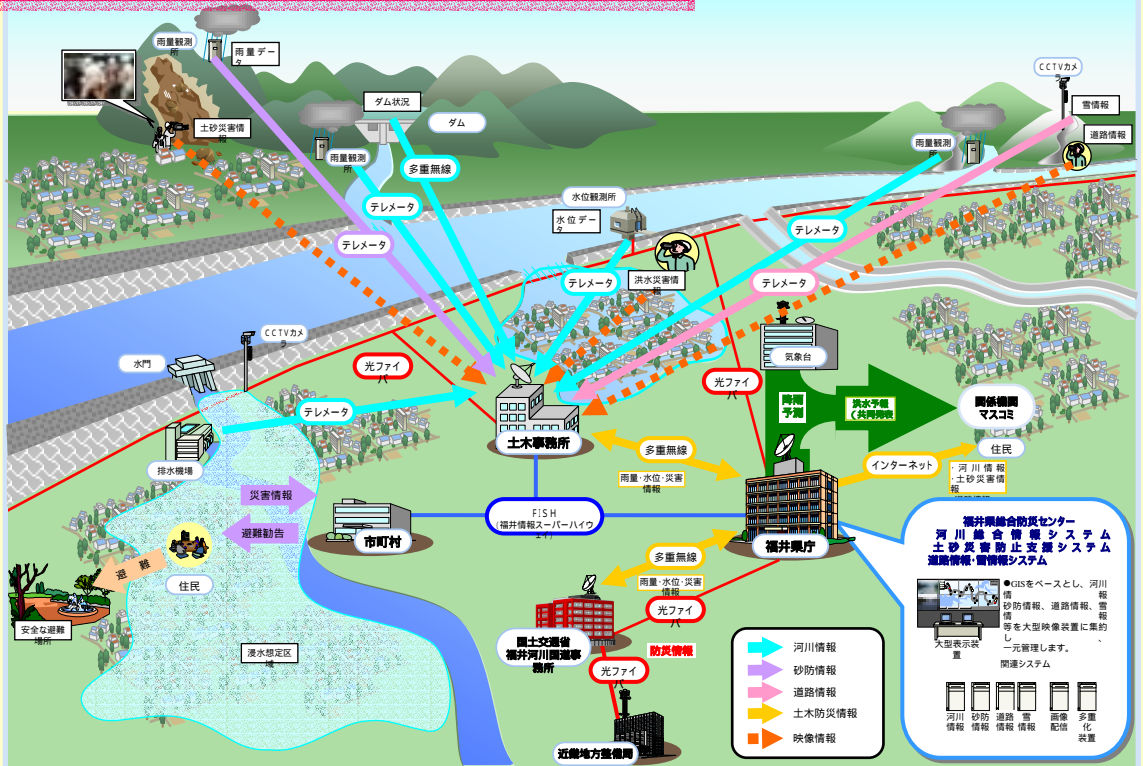 雨量観測
所
雨量デー
タ
土砂災害情
報
ダム状況
ダム
雨量観測
所
多重無線
テレメータ
テレメータ
水位観測所
水位デー
タ
テレメータ
洪水災害情
報
CCTVカメ
ラ
雪情報
道路情報
雨量観測
所
テレメータ
テレメータ
水門
CCTVカメ
ラ
光ファイ
バ
テレメータ
排水機場
土木事務所
光ファイ
バ
気象台
降雨
予測
洪水予報
(共同発表
関係機関
マスコミ
住民
インターネット
・河川情報
・土砂災害情
報
多重無線
雨量・水位・災害
情報
災害情報
避難勧告
市町村
FISH
(福井情報スーパーハイウ
福井県庁
避難
住民
安全な避難
場所
浸水想定区
域
多重無線
雨量・水位・災害
情報
光ファイ
バ
国土交通省
福井河川国道事
務所
防災情報
光ファイ
バ
近畿地方整備局
河川情報
砂防情報
道路情報
土木防災情報
映像情報
福井県総合防災センター
河川総合情報システム
土砂災害防止支援システム
道路情報・雪情報システム
●GISをベースとし、河川
情報
砂防情報、道路情報、雪
情報
等を大型映像装置に集約
し、
一元管理します。
大型表示装
置
関連システム
河川
情報
砂防
情報
道路
情報
雪
情報
画像
配信
多重
化
装置